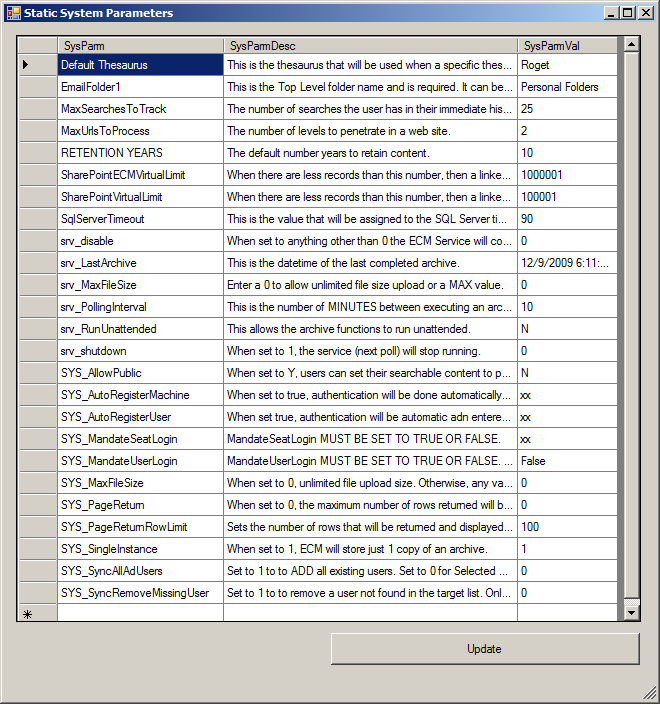 Static System Parameters
SysParm SysParmDesc SysParmVal
Default Thesaurus This is the thesaurus that will be used when a specific thes... Roget
EmailFolder1 This is the Top Level folder name and is required. It can be... Personal Folders
MaxSearchesToTrack The number of searches the user has in their immediate his... 25
MaxUrlsToProcess The number of levels to penetrate in a web site. 2
RETENTION YEARS The default number years to retain content. 10
SharePointECMVirtualLimit When there are less records than this number, then a linke... 1000001
SharePointVirtualLimit When there are less records than this number, then a linke... 100001
SqlServerTimeout This is the value that will be assigned to the SQL Server ti... 90
srv_disable When set to anything other than 0 the ECM Service will co... 0
srv_LastArchive This is the datetime of the last completed archive. 12/9/2009 6:11:...
srv_MaxFileSize Enter a 0 to allow unlimited file size upload or a MAX value. 0
srv_PollingInterval This is the number of MINUTES between executing an arc... 10
srv_RunUnattended This allows the archive functions to run unattended. N
srv_shutdown When set to 1, the service (next poll) will stop running. 0
SYS_AllowPublic When set to Y, users can set their searchable content to p... N
SYS_AutoRegisterMachine When set to true, authentication will be done automatically... xx
SYS_AutoRegisterUser When set true, authentication will be automatic adn entere... xx
SYS_MandateSeatLogin MandateSeatLogin MUST BE SET TO TRUE OR FALSE. xx
SYS_MandateUserLogin MandateUserLogin MUST BE SET TO TRUE OR FALSE. ... False
SYS_MaxFileSize When set to 0, unlimited file upload size. Otherwise, any va... 0
SYS_PageReturn When set to 0, the maximum number of rows returned will b... 0
SYS_PageReturnRowLimit Sets the number of rows that will be returned and displayed... 100
SYS_SingleInstance When set to 1, ECM will store just 1 copy of an archive. 1
SYS_SyncAllAdUsers Set to 1 to to ADD all existing users. Set to 0 for Selected ... 0
SYS_SyncRemoveMissingUser Set to 1 to to remove a user not found in the target list. Onl... 0
Update